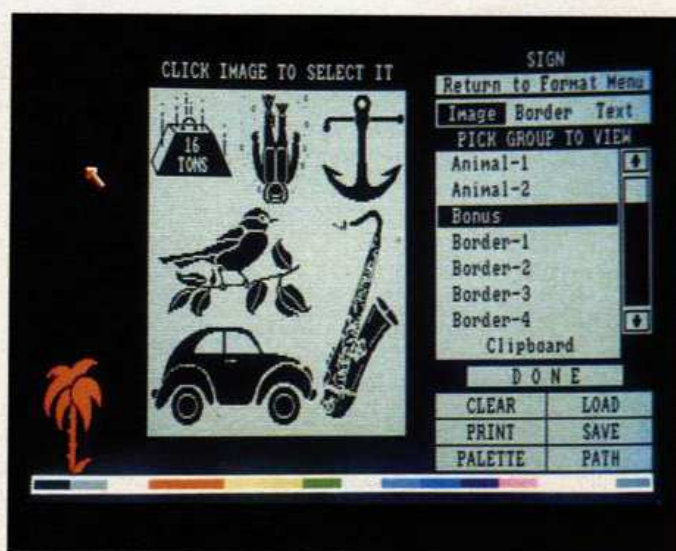 CLICK IMAGE TO SELECT IT
16
TONS
SIGN
Return to Format Menu
Image Border Text
PICK GROUP TO VIEW
Animal-1
Animal-2
Bonus
Border-1
Border-2
Border-3
Border-4
Clipboard
DONE
CLEAR LOAD
PRINT SAVE
PALETTE PATH